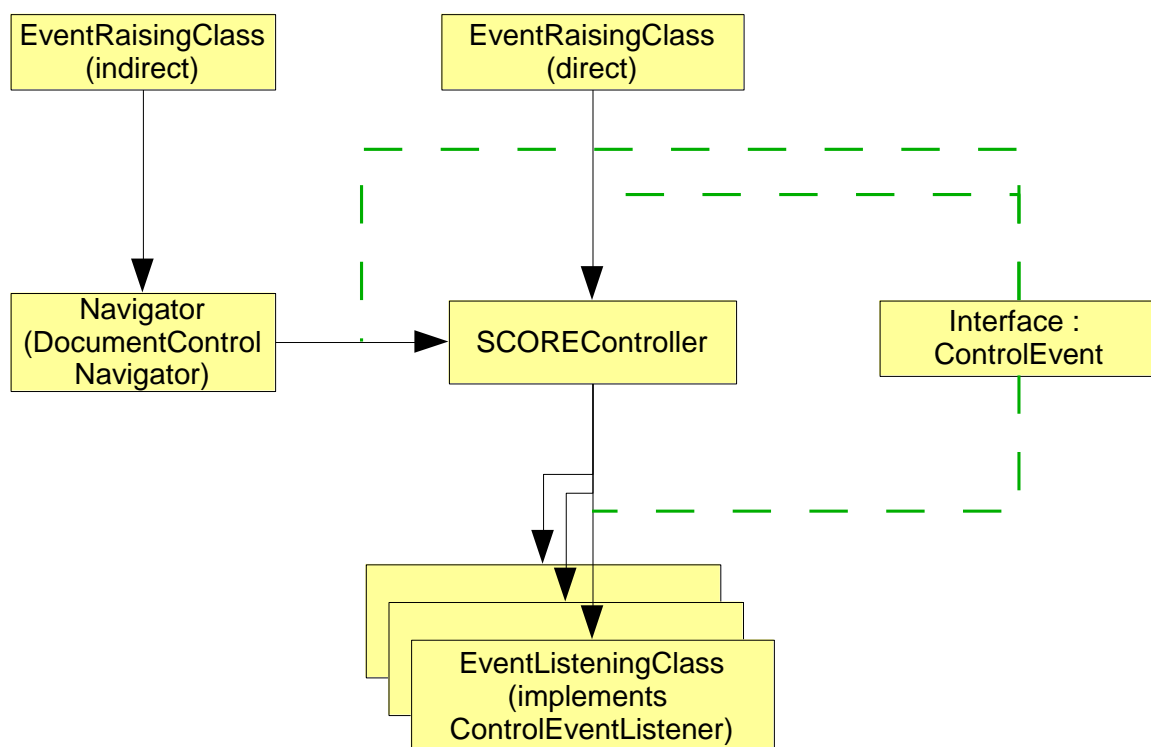 EventRaisingClass
(indirect)
EventRaisingClass
(direct)
Navigator
(DocumentControl
Navigator)
SCOREController
Interface :
ControlEvent
EventListeningClass
(implements
ControlEventListener)